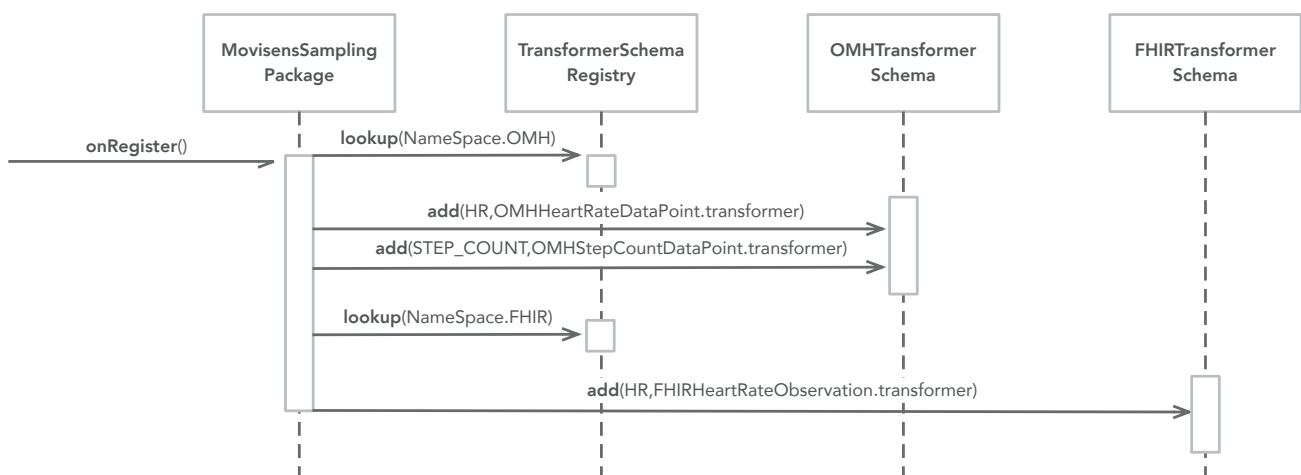 MovisensSampling
Package
TransformerSchema
Registry
OMHTransformer
Schema
FHIRTransformer
Schema
onRegister()
lookup(NameSpace.OMH)
add(HR,OMHHeartRateDataPoint.transformer)
add(STEP_COUNT,OMHStepCountDataPoint.transformer)
lookup(NameSpace.FHIR)
add(HR,FHIRHeartRateObservation.transformer)